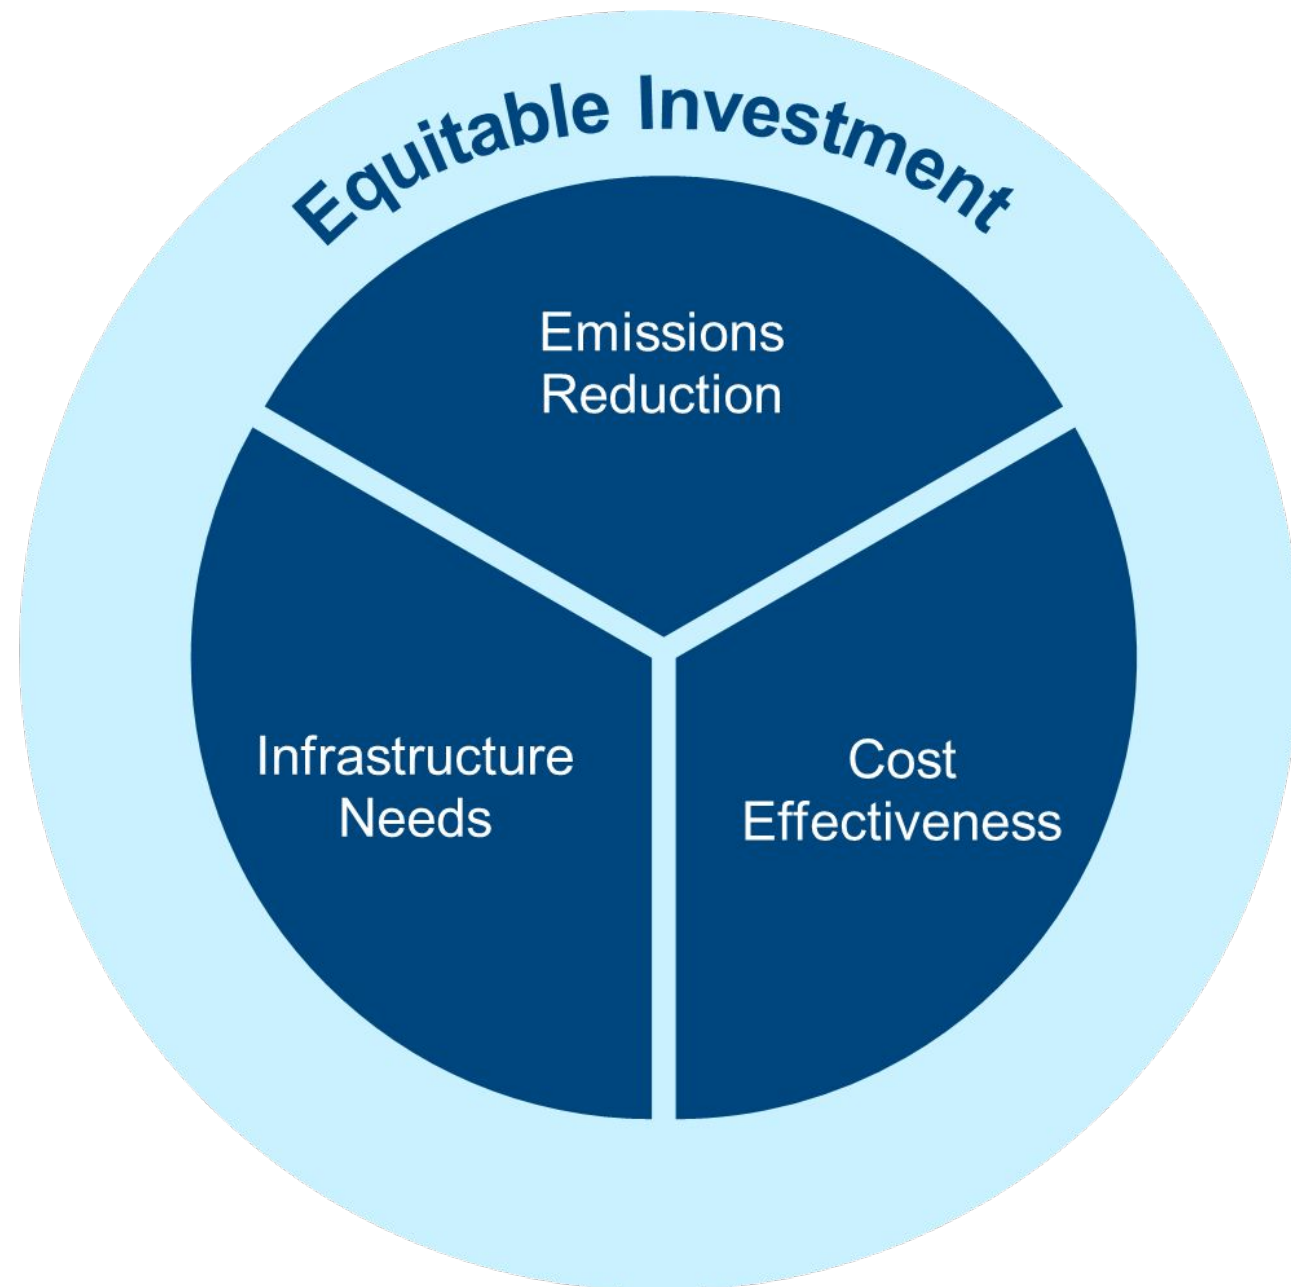 Equitable Investment
Emissions
Reduction
Infrastructure
Needs
Cost
Effectiveness